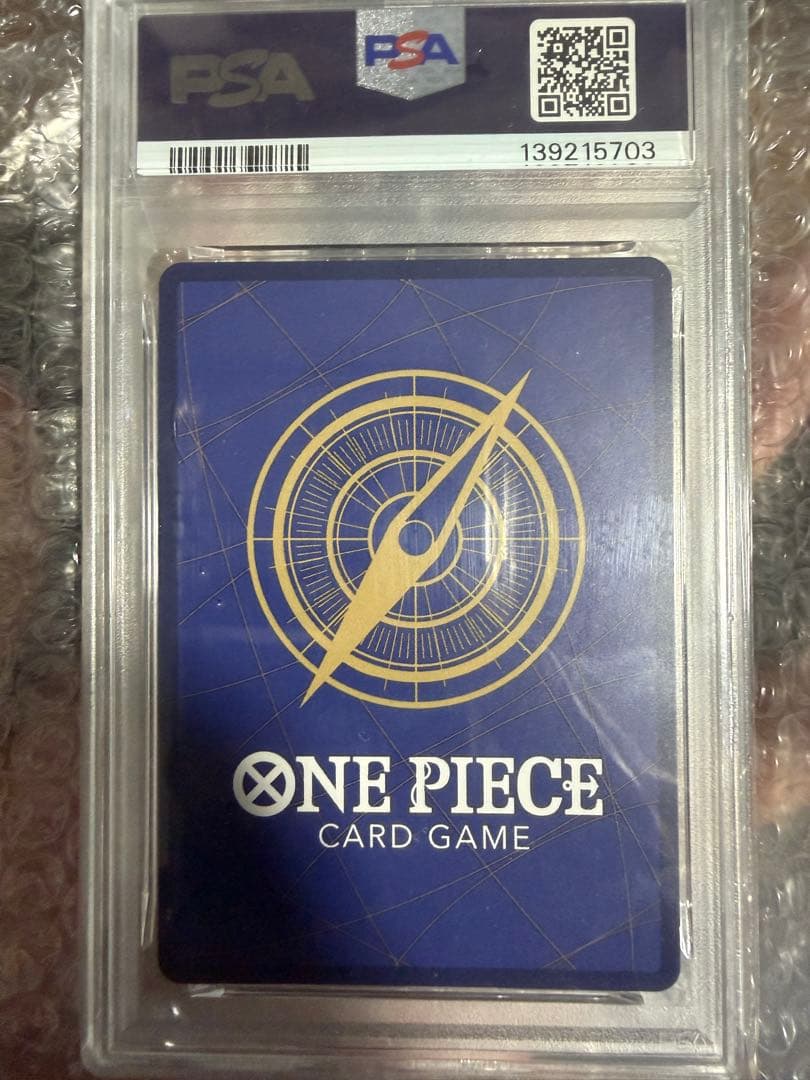 PSA PSA
139215703
ONE PIECE
CARD GAME